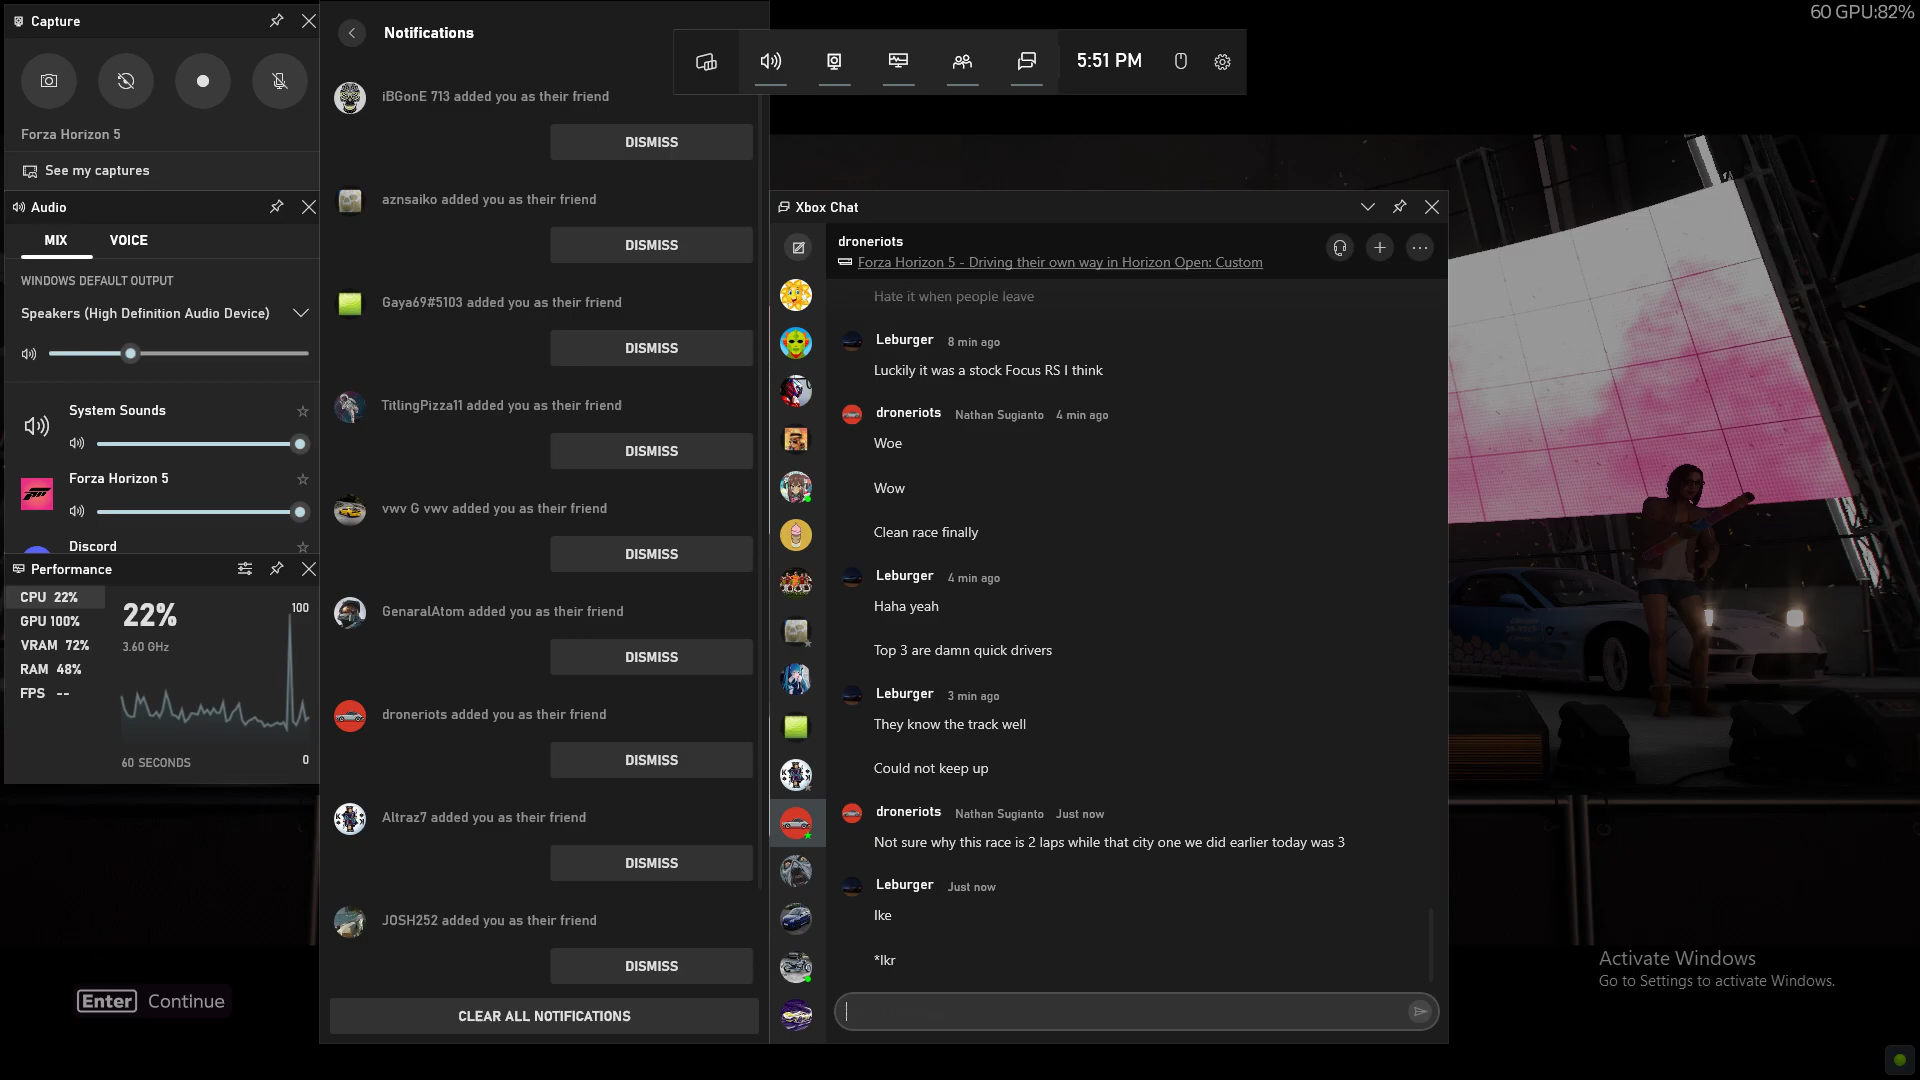 60 GPU:82%
Capture
Forza Horizon 5
See my captures
Audio
MIX VOICE
WINDOWS DEFAULT OUTPUT
Speakers (High Definition Audio Device)
System Sounds
Forza Horizon 5
Discord
Performance
CPU 22%
GPU 100%
VRAM 72%
RAM 48%
FPS --
22%
3.60 GHz
100
60 SECONDS
0
Enter Continue
Notifications
iBGonE 713 added you as their friend
DISMISS
aznsaiko added you as their friend
DISMISS
Gaya69#5103 added you as their friend
DISMISS
TitlingPizza11 added you as their friend
DISMISS
vwv G vwv added you as their friend
DISMISS
GenaralAtom added you as their friend
DISMISS
droneriots added you as their friend
DISMISS
Altraz7 added you as their friend
DISMISS
JOSH252 added you as their friend
DISMISS
CLEAR ALL NOTIFICATIONS
5:51 PM
Xbox Chat
droneriots
Forza Horizon 5 - Driving their own way in Horizon Open: Custom
Hate it when people leave
Leburger 8 min ago
Luckily it was a stock Focus RS I think
droneriots Nathan Sugianto 4 min ago
Woe
Wow
Clean race finally
Leburger 4 min ago
Haha yeah
Top 3 are damn quick drivers
Leburger 3 min ago
They know the track well
Could not keep up
droneriots Nathan Sugianto Just now
Not sure why this race is 2 laps while that city one we did earlier today was 3
Leburger Just now
Ike
*Ikr
Activate Windows
Go to Settings to activate Windows.